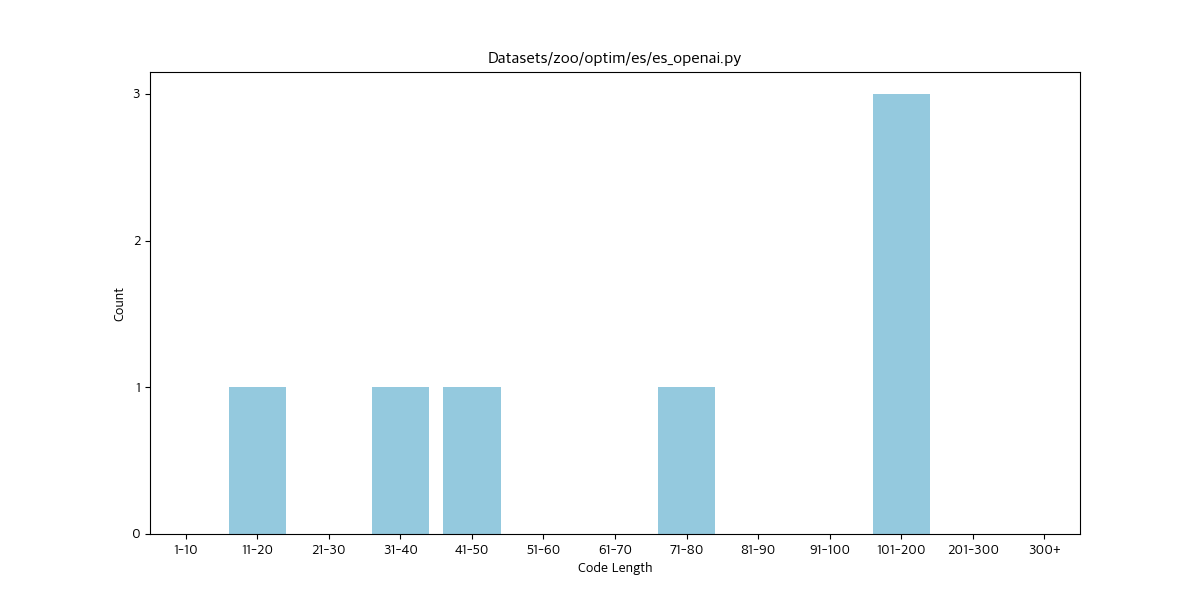 Datasets/zoo/optim/es/es_openai.py
3
2
1
0
Count
1-10 11-20 21-30 31-40 41-50 51-60 61-70 71-80 81-90 91-100 101-200 201-300 300+
Code Length